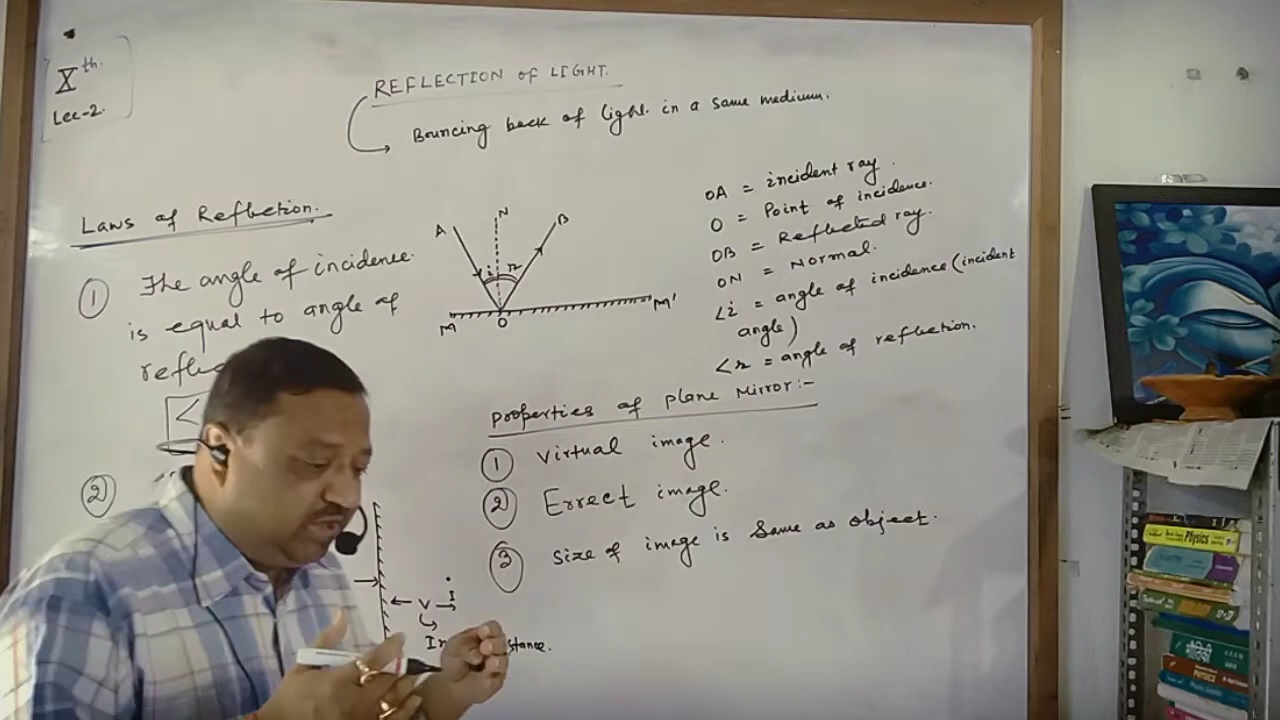 Xth.
Lec-2.
REFLECTION OF LIGHT.
Bouncing back of light in a same medium.
Laws of Reflection.
① The angle of incidence
is equal to angle of
<
②
A
N
B
i
r
M
O
M'
OA = incident ray.
O = Point of incidence.
OB = Reflected ray.
ON = Normal.
∠i = angle of incidence (incident
angle)
∠r = angle of reflection.
Properties of plane Mirror:-
① Virtual image.
② Errect image.
③ Size of image is same as object.
V
I
Physics
भौतिकी
PHYSICS